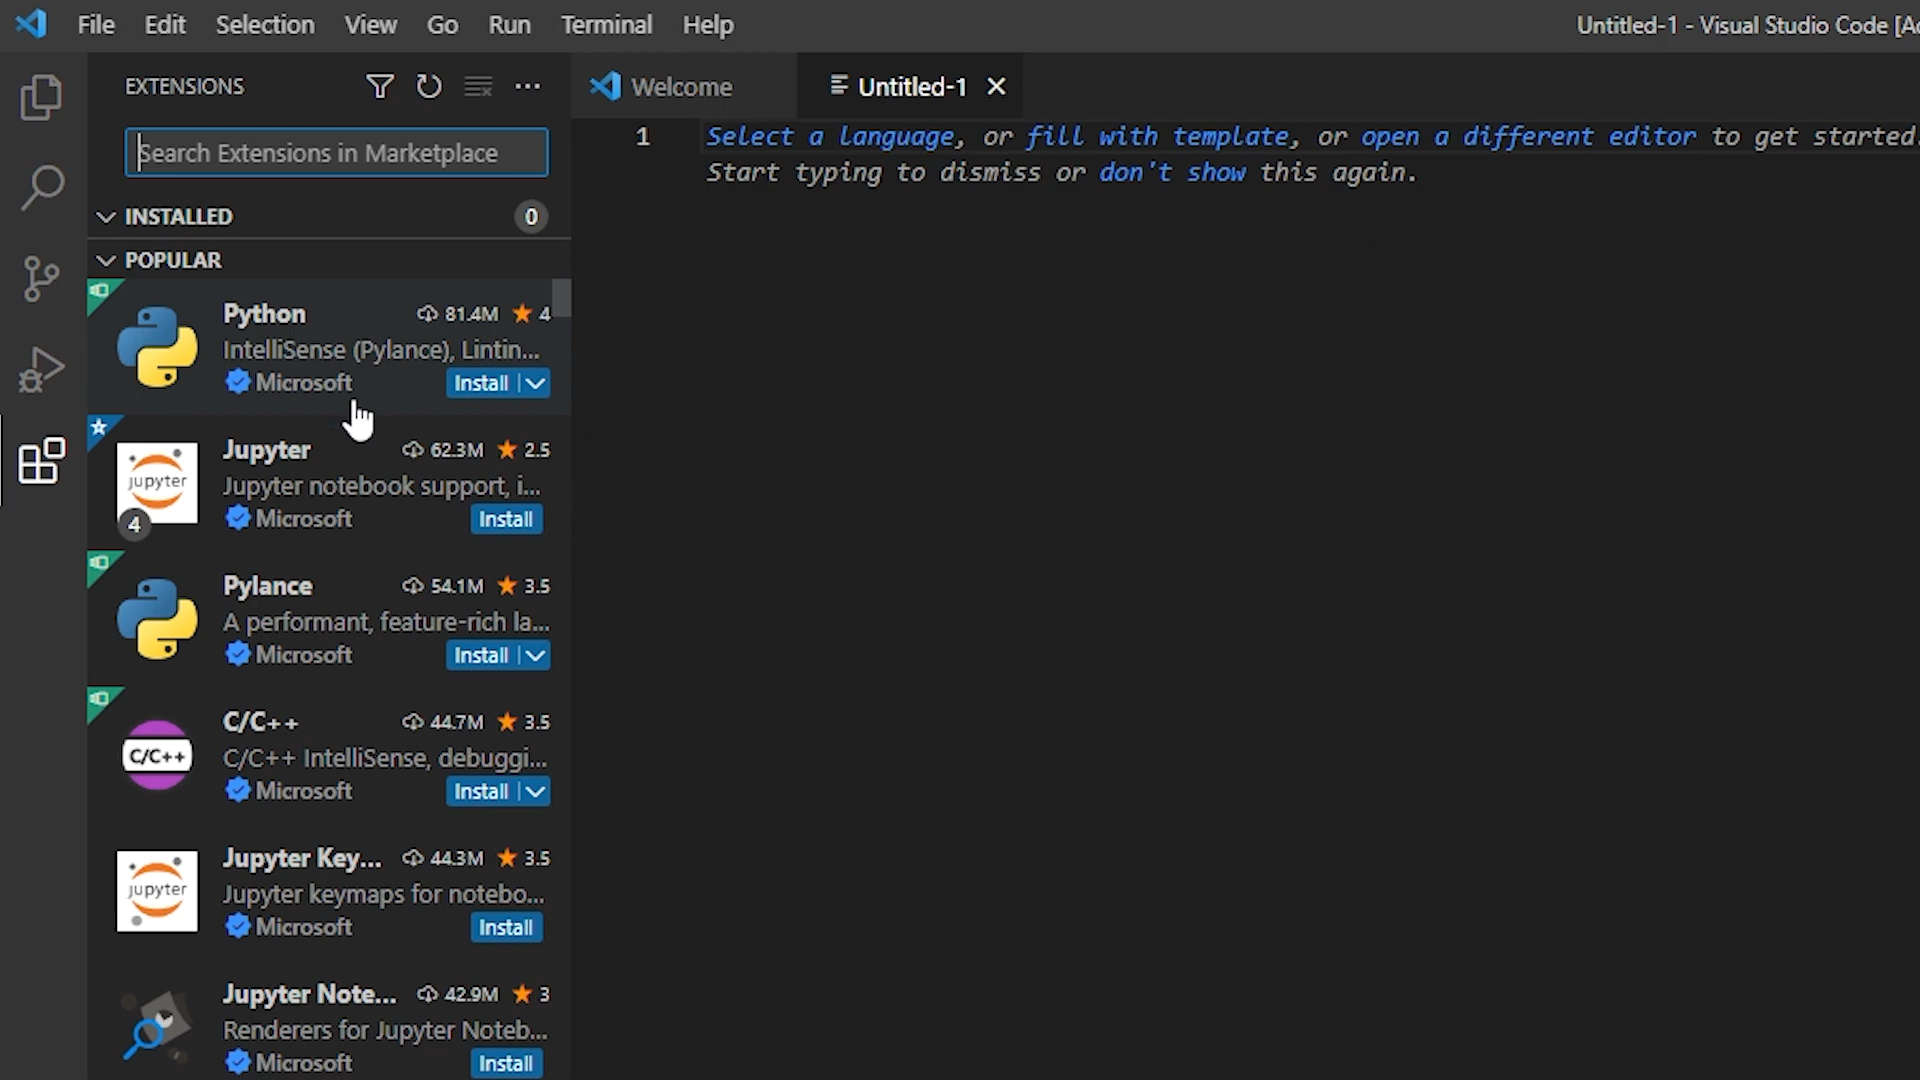 File Edit Selection View Go Run Terminal Help
Untitled-1 - Visual Studio Code
EXTENSIONS
Welcome
Untitled-1
Search Extensions in Marketplace
INSTALLED 0
POPULAR
Python 81.4M 4
IntelliSense (Pylance), Lintin...
Microsoft Install
Jupyter 62.3M 2.5
Jupyter notebook support, i...
Microsoft Install
jupyter
4
Pylance 54.1M 3.5
A performant, feature-rich la...
Microsoft Install
C/C++ 44.7M 3.5
C/C++ IntelliSense, debuggi...
Microsoft Install
C/C++
Jupyter Key... 44.3M 3.5
Jupyter keymaps for notebo...
Microsoft Install
jupyter
Jupyter Note... 42.9M 3
Renderers for Jupyter Noteb...
Microsoft Install
1 Select a language, or fill with template, or open a different editor to get started.
Start typing to dismiss or don't show this again.